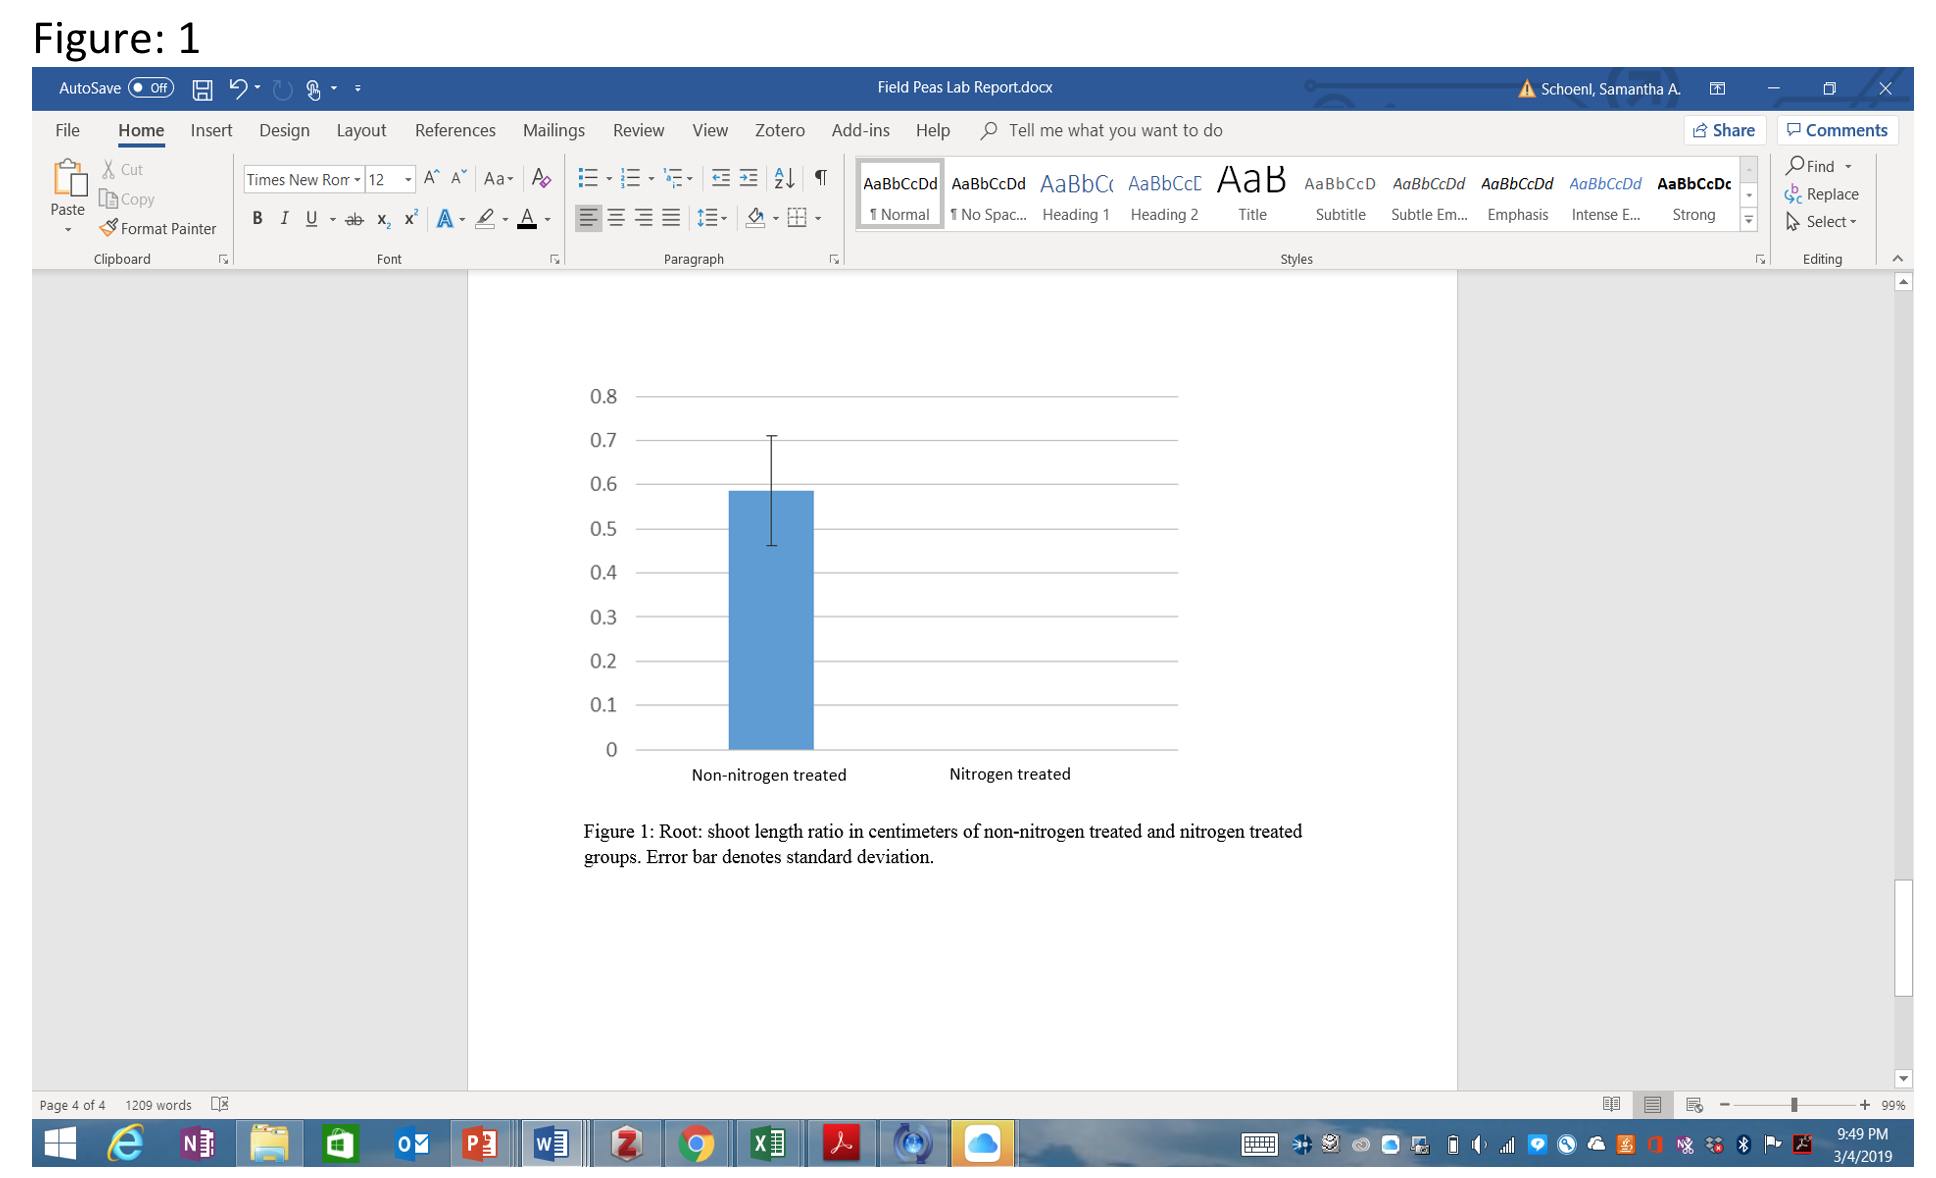 Figure: 1
AutoSave Off
Field Peas Lab Report.docx
Schoenl, Samantha A.
File Home Insert Design Layout References Mailings Review View Zotero Add-ins Help Tell me what you want to do
Share Comments
Paste
Cut
Copy
Format Painter
Clipboard
Times New Ror 12 Aa
B I U ab x2 x2 A A
Font
Paragraph
AaBbCcDd AaBbCcDd AaBbC AaBbCcD AaB AaBbCcD AaBbCcDd AaBbCcDd AaBbCcDd AaBbCcDc
¶ Normal ¶ No Spac... Heading 1 Heading 2 Title Subtitle Subtle Em... Emphasis Intense E... Strong
Styles
Find
Replace
Select
Editing
0.8
0.7
0.6
0.5
0.4
0.3
0.2
0.1
0
Non-nitrogen treated Nitrogen treated
Figure 1: Root: shoot length ratio in centimeters of non-nitrogen treated and nitrogen treated
groups. Error bar denotes standard deviation.
Page 4 of 4 1209 words
99%
9:49 PM
3/4/2019